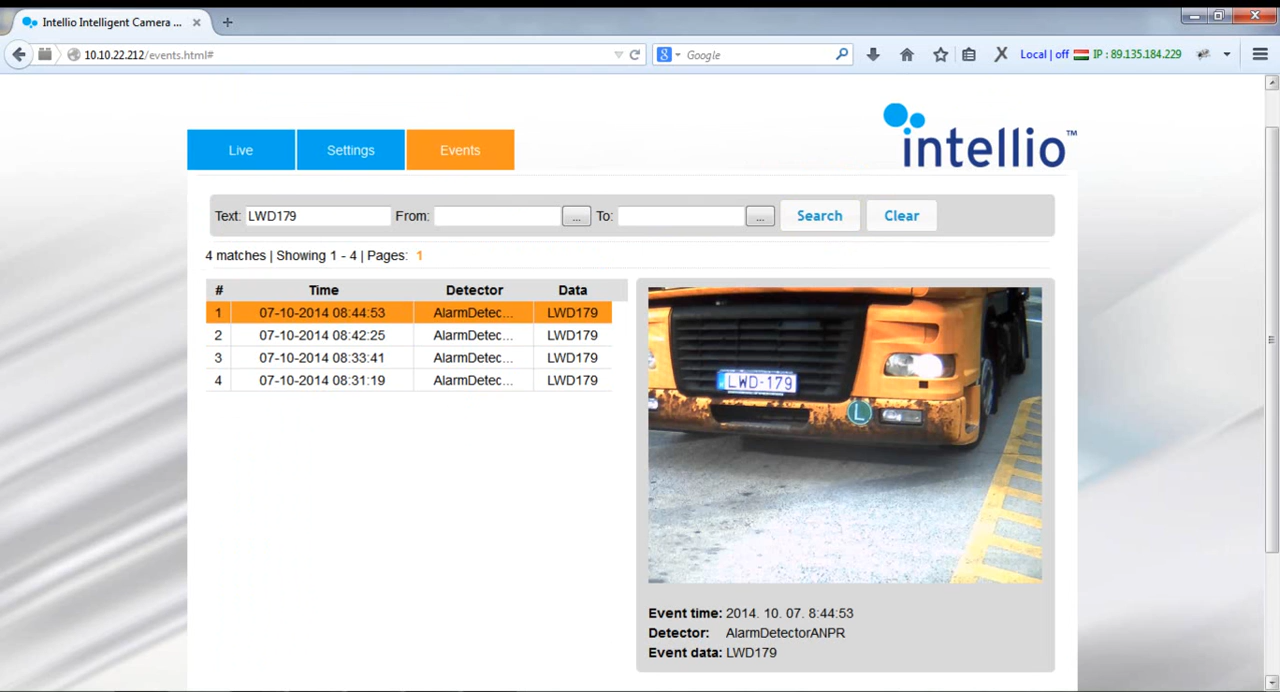 Intellio Intelligent Camera ...
10.10.22.212/events.html#
Google
Local | off IP : 89.135.184.229
Live
Settings
Events
intellio™
Text: LWD179 From: ... To: ... Search Clear
4 matches | Showing 1 - 4 | Pages: 1
# Time Detector Data
1 07-10-2014 08:44:53 AlarmDetec... LWD179
2 07-10-2014 08:42:25 AlarmDetec... LWD179
3 07-10-2014 08:33:41 AlarmDetec... LWD179
4 07-10-2014 08:31:19 AlarmDetec... LWD179
LWD-179
L
Event time: 2014. 10. 07. 8:44:53
Detector: AlarmDetectorANPR
Event data: LWD179